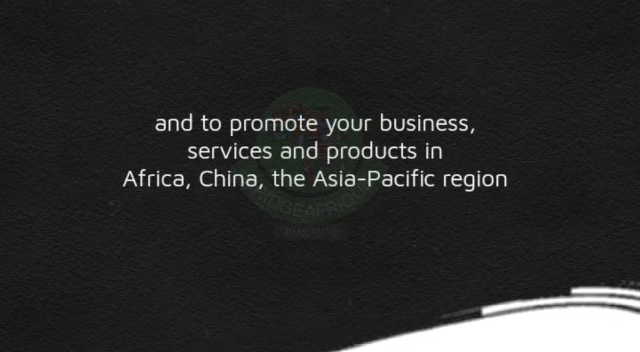 and to promote your business,
services and products in
Africa, China, the Asia-Pacific region